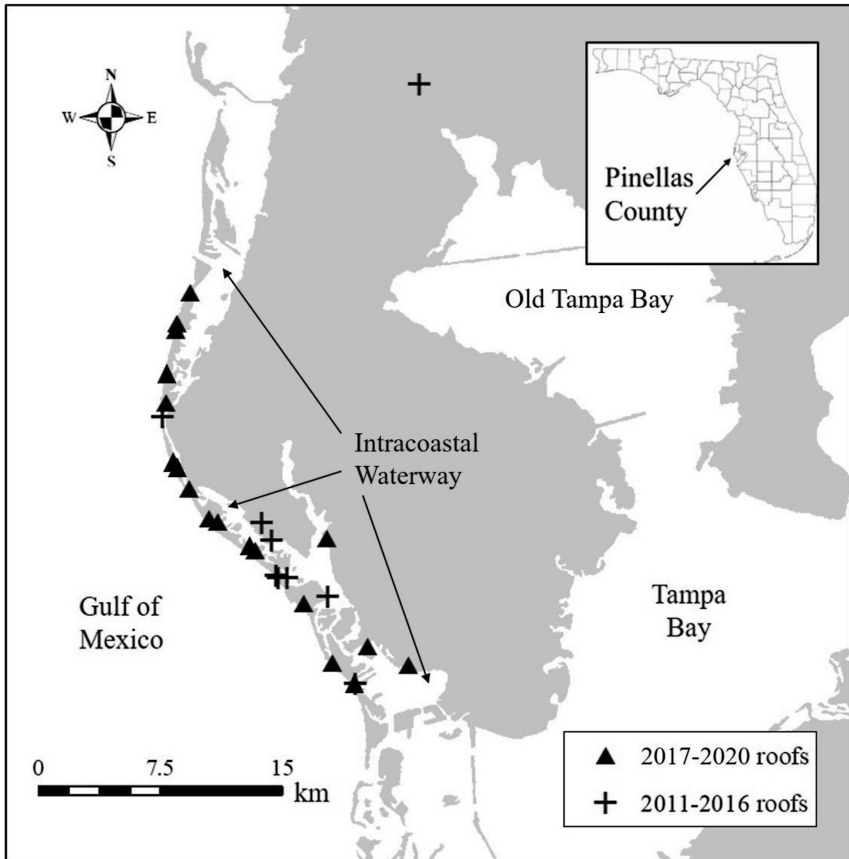 N
W
E
S
Pinellas
County
Old Tampa Bay
Intracoastal
Waterway
Gulf of
Mexico
Tampa
Bay
0
7.5
15
km
2017-2020 roofs
2011-2016 roofs